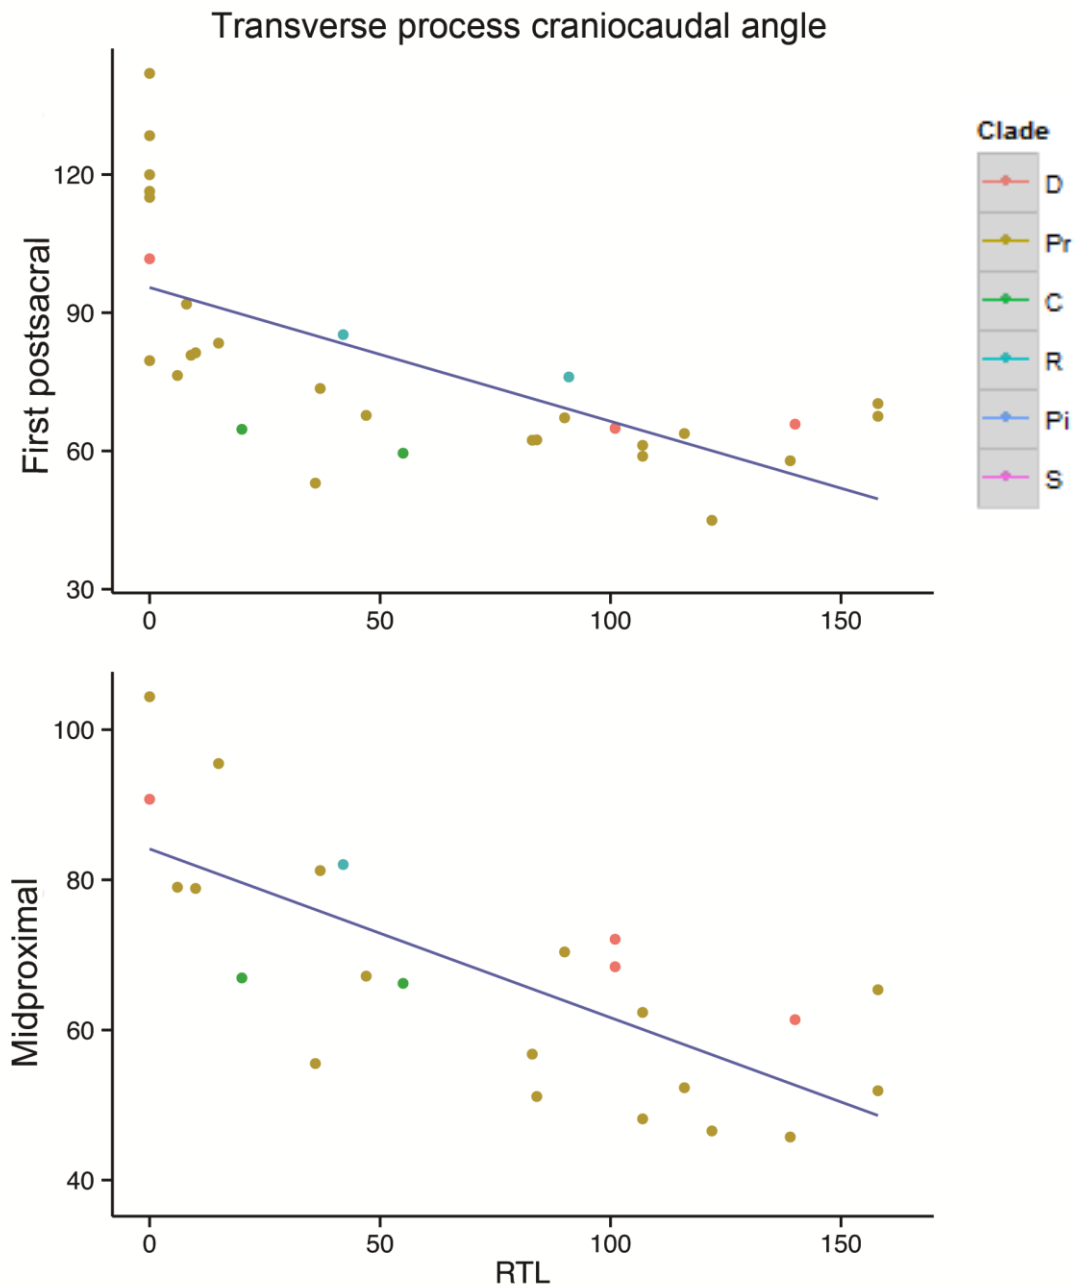 Transverse process craniocaudal angle
First postsacral
120
90
60
30
0 50 100 150
Clade
D
Pr
C
R
Pi
S
Midproximal
100
80
60
40
0 50 100 150
RTL